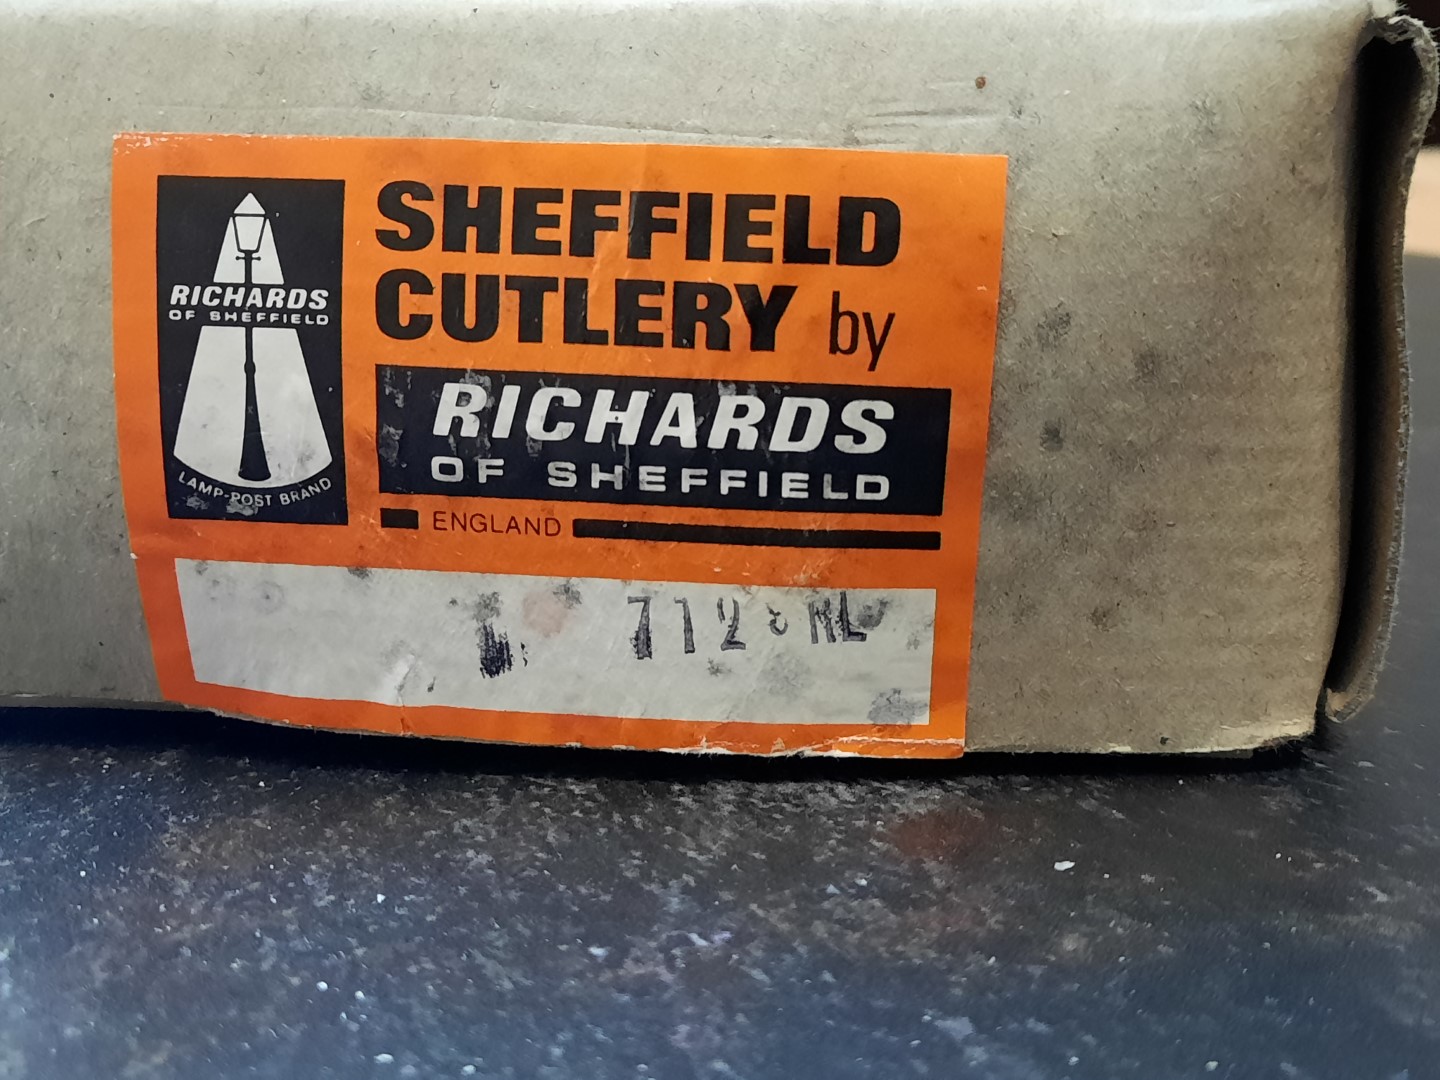 RICHARDS
OF SHEFFIELD
LAMP-POST BRAND
SHEFFIELD
CUTLERY by
RICHARDS
OF SHEFFIELD
ENGLAND